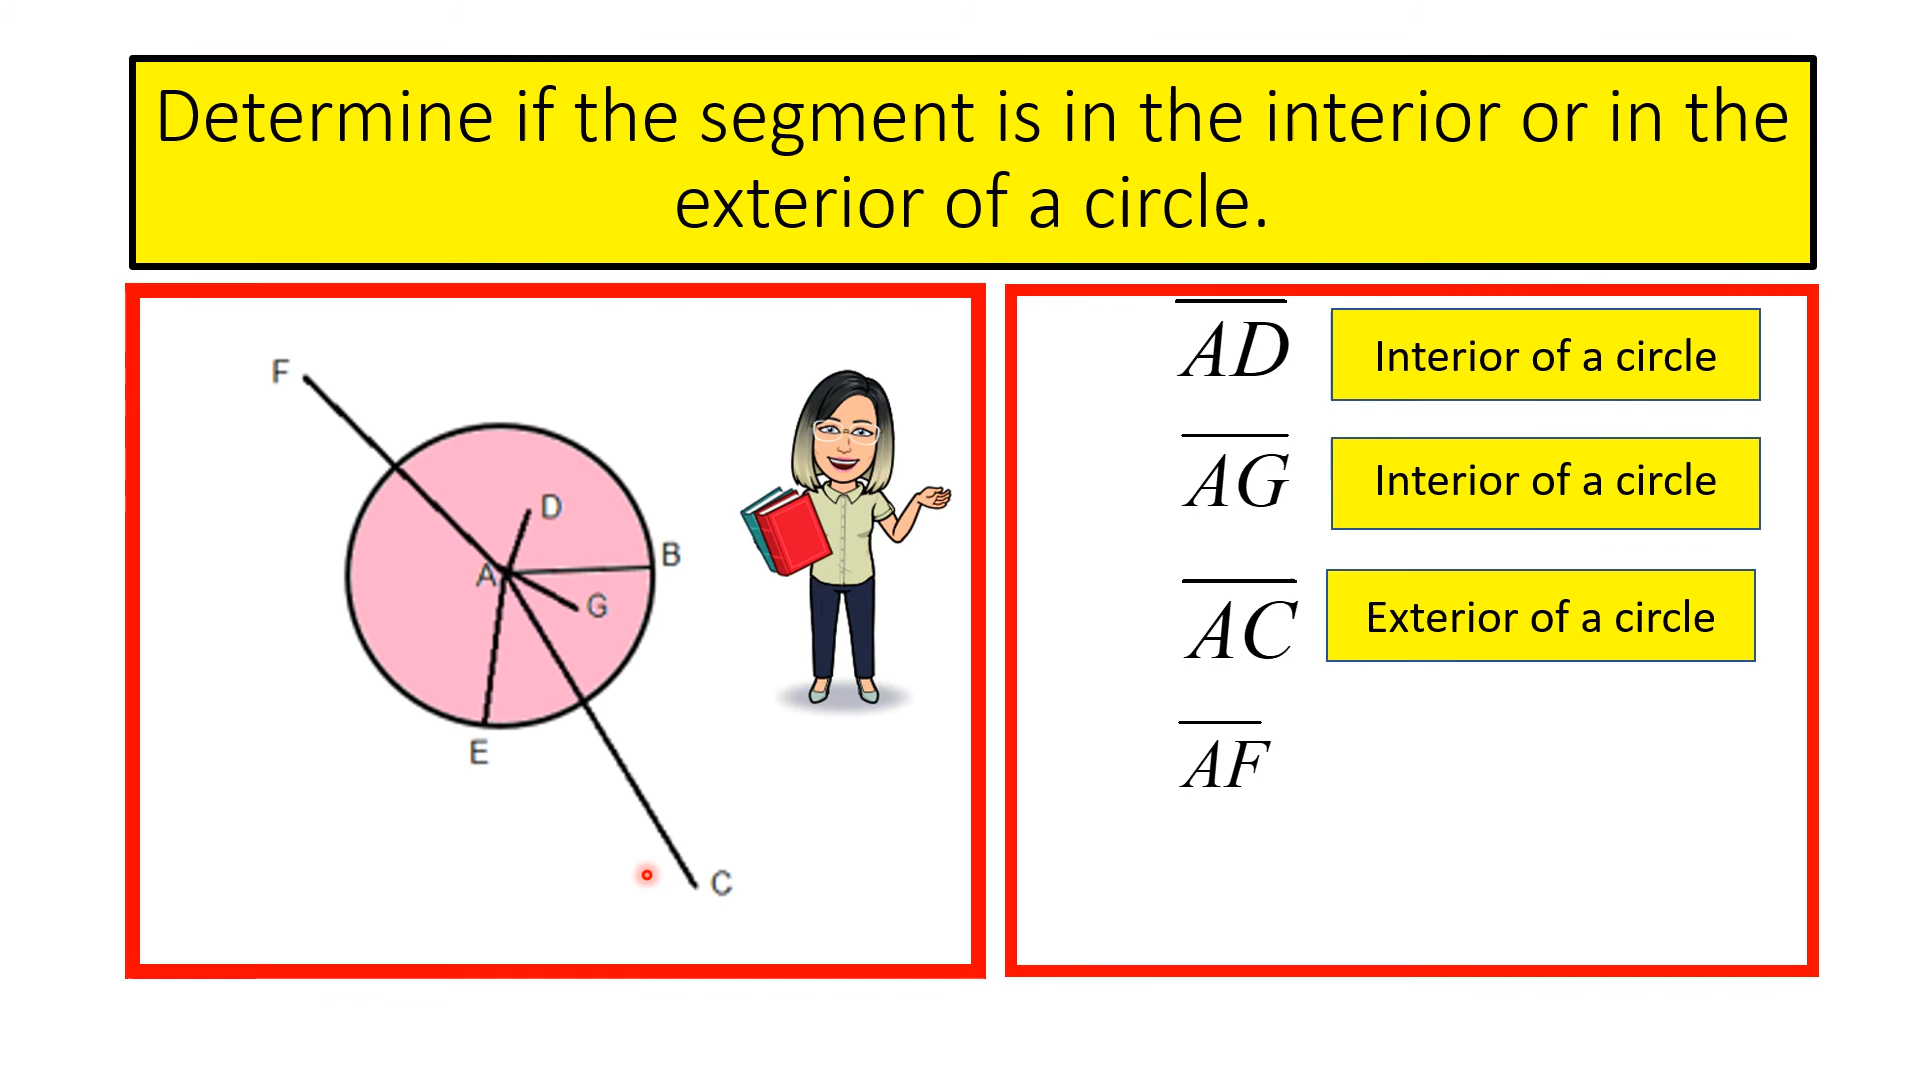 Determine if the segment is in the interior or in the
exterior of a circle.
F
D
B
A
G
E
C
AD Interior of a circle
AG Interior of a circle
AC Exterior of a circle
AF